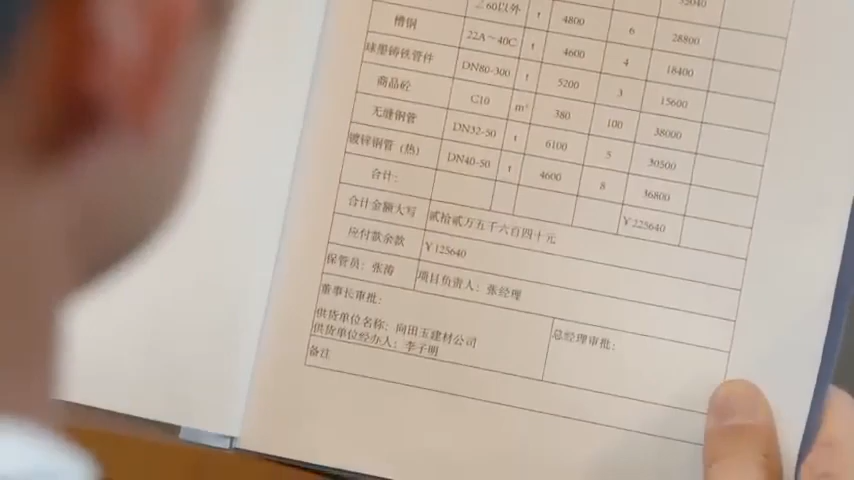 ∠60以外 t 4800
槽钢 22A～40C t 4600 6 28800
球墨铸铁管件 DN80-300 t 5200 4 18400
商品砼 C10 m³ 380 3 15600
无缝钢管 DN32-50 t 6100 100 38000
镀锌钢管（热） DN40-50 t 4600 5 30500
合计： 8 36800
￥225640
合计金额大写 贰拾贰万五千六百四十元
应付款余款 ￥125640
保管员：张涛 项目负责人：张经理
董事长审批：
总经理审批：
供货单位名称：向田玉建材公司
供货单位经办人：李子明
备注